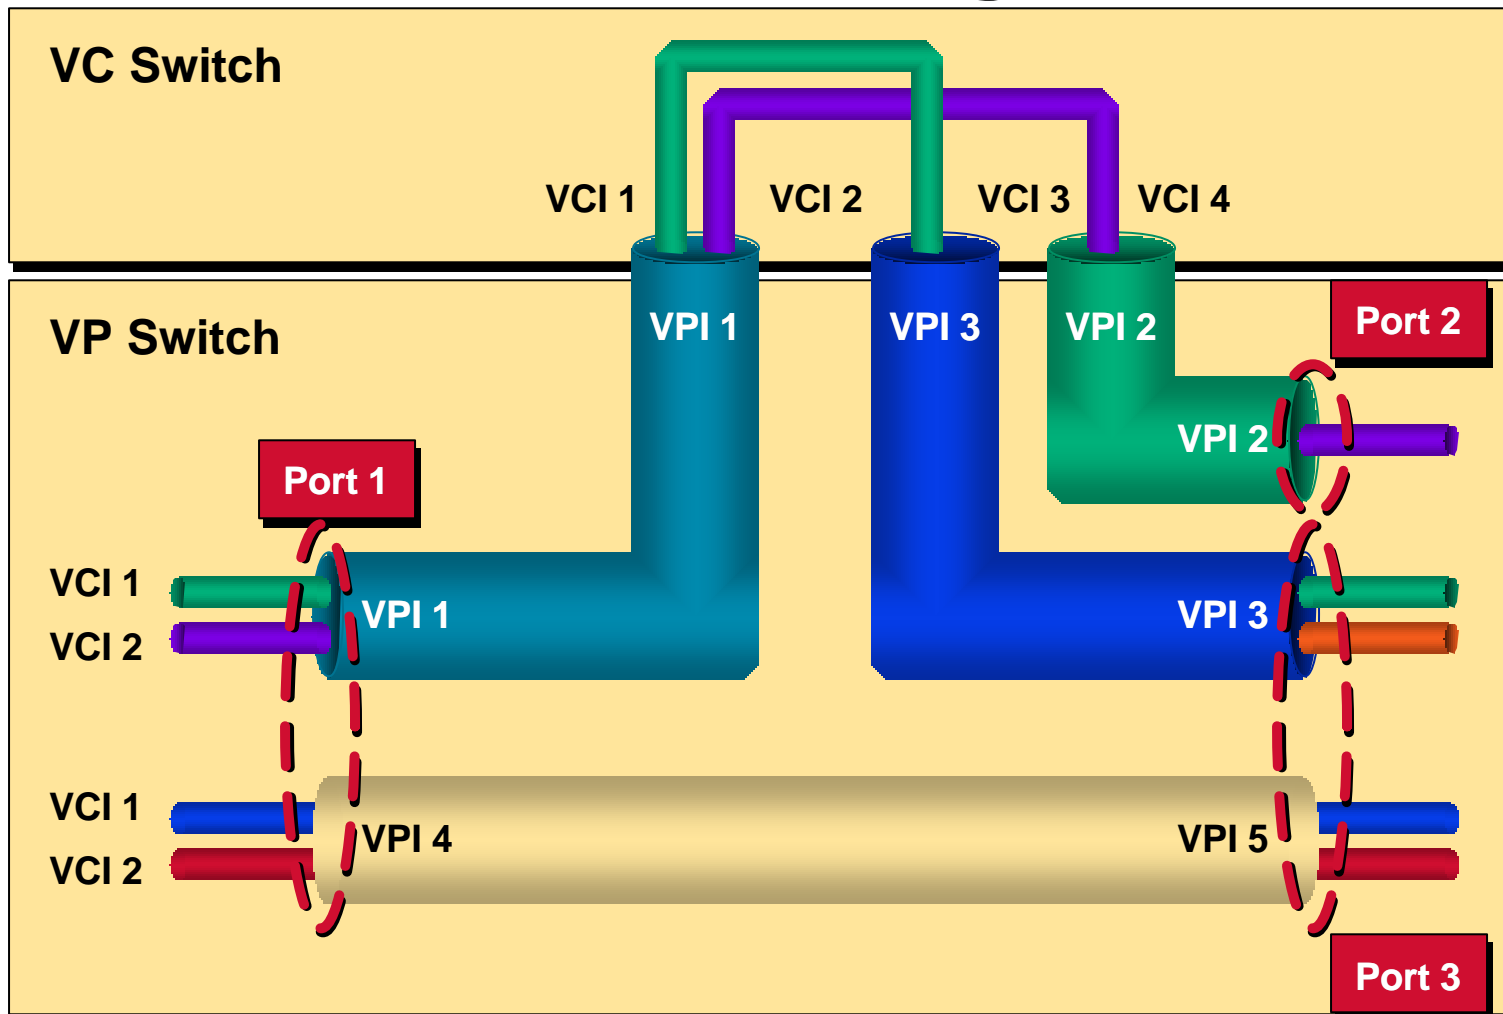 VC Switch
VCI 1
VCI 2
VCI 3
VCI 4
VP Switch
VPI 1
VPI 3
VPI 2
Port 2
VPI 2
Port 1
VCI 1
VPI 1
VPI 3
VCI 2
VCI 1
VPI 4
VPI 5
VCI 2
Port 3